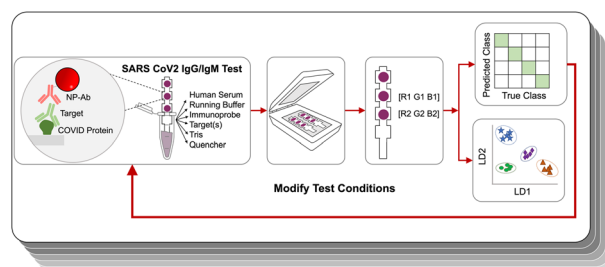 SARS CoV2 IgG/IgM Test
NP-Ab
Target
COVID Protein
Human Serum
Running Buffer
Immunoprobe
Target(s)
Tris
Quencher
[R1 G1 B1]
[R2 G2 B2]
Predicted Class
True Class
LD2
LD1
Modify Test Conditions